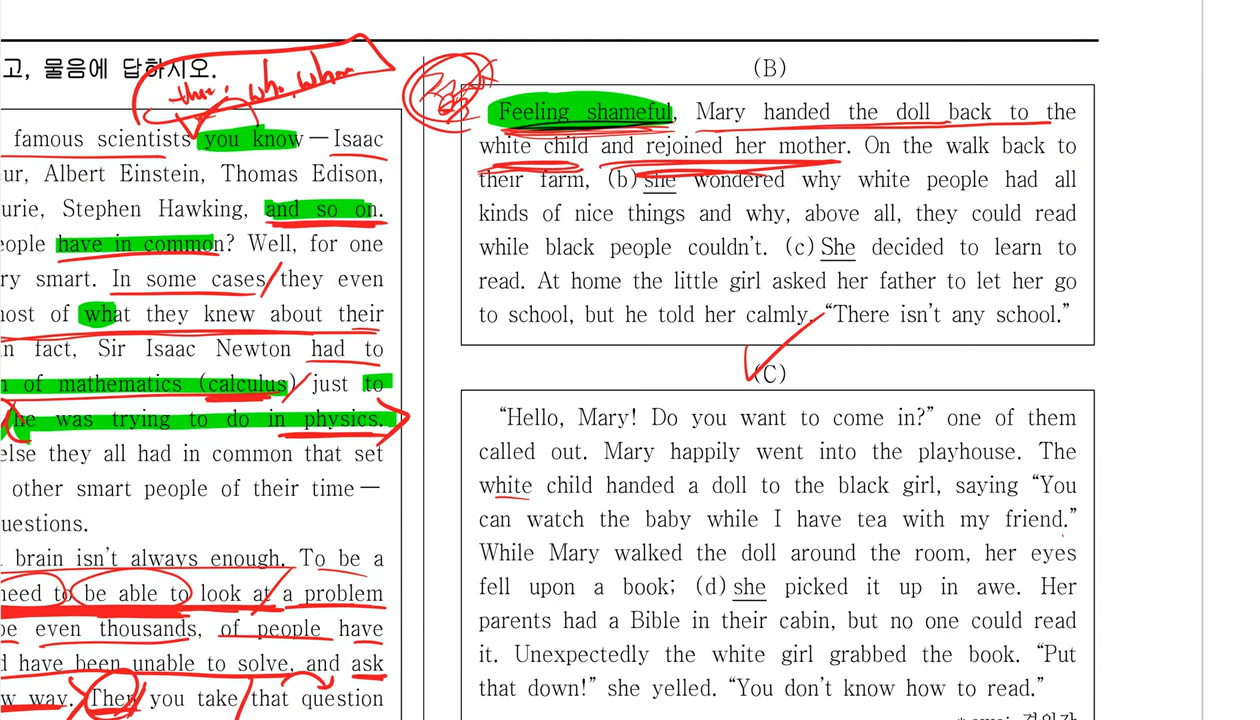 고, 물음에 답하시오.
that, who, whom
famous scientists you know — Isaac
ur, Albert Einstein, Thomas Edison,
urie, Stephen Hawking, and so on.
eople have in common? Well, for one
ry smart. In some cases they even
nost of what they knew about their
n fact, Sir Isaac Newton had to
n of mathematics (calculus) just to
he was trying to do in physics.
else they all had in common that set
other smart people of their time —
uestions.
brain isn't always enough. To be a
need to be able to look at a problem
be even thousands, of people have
d have been unable to solve, and ask
w way. Then you take that question
(B)
Feeling shameful, Mary handed the doll back to the
white child and rejoined her mother. On the walk back to
their farm, (b) she wondered why white people had all
kinds of nice things and why, above all, they could read
while black people couldn't. (c) She decided to learn to
read. At home the little girl asked her father to let her go
to school, but he told her calmly, “There isn't any school.”
(C)
“Hello, Mary! Do you want to come in?” one of them
called out. Mary happily went into the playhouse. The
white child handed a doll to the black girl, saying “You
can watch the baby while I have tea with my friend.”
While Mary walked the doll around the room, her eyes
fell upon a book; (d) she picked it up in awe. Her
parents had a Bible in their cabin, but no one could read
it. Unexpectedly the white girl grabbed the book. “Put
that down!” she yelled. “You don't know how to read.”